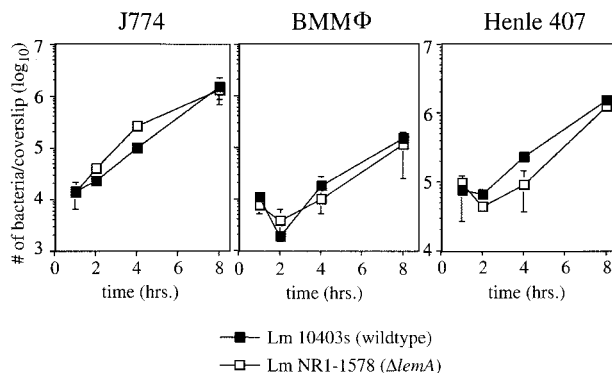 J774
BMMΦ
Henle 407
# of bacteria/coverslip (log10)
7
6
5
4
3
7
6
5
4
0 2 4 6 8
0 2 4 6 8
0 2 4 6 8
time (hrs.)
time (hrs.)
time (hrs.)
Lm 10403s (wildtype)
Lm NR1-1578 (ΔlemA)